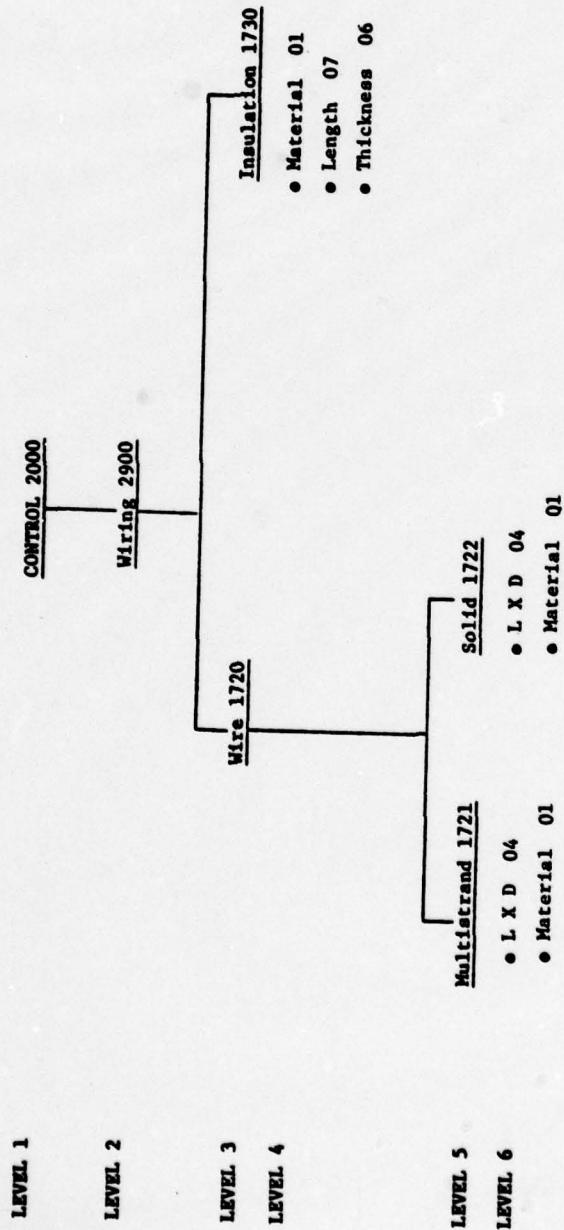 LEVEL 1
CONTROL 2000
LEVEL 2
Wiring 2900
LEVEL 3
Wire 1720
Insulation 1730
LEVEL 4
• Material 01
• Length 07
• Thickness 06
LEVEL 5
Multistrand 1721
Solid 1722
LEVEL 6
• L X D 04
• Material 01
• L X D 04
• Material 01